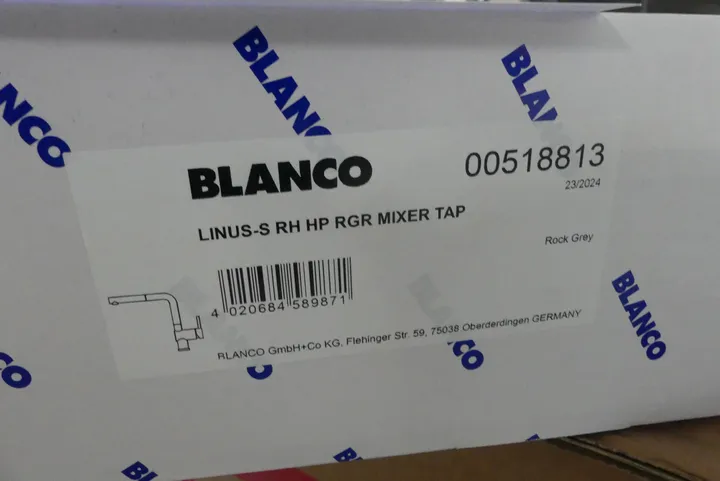 BLANCO
BLANCO
BLANCO
BLANCO
00518813
23/2024
LINUS-S RH HP RGR MIXER TAP
Rock Grey
4 020684 589871
BLANCO GmbH+Co KG, Flehinger Str. 59, 75038 Oberderdingen GERMANY
BLANCO